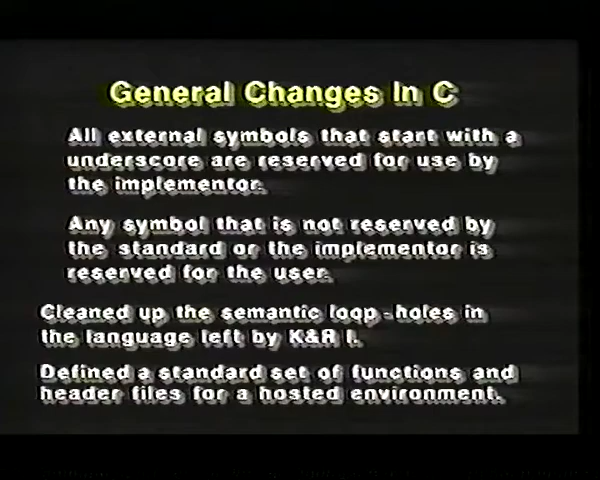 General Changes In C
All external symbols that start with a
underscore are reserved for use by
the implementor.
Any symbol that is not reserved by
the standard or the implementor is
reserved for the user.
Cleaned up the semantic loop-holes in
the language left by K&R I.
Defined a standard set of functions and
header files for a hosted environment.